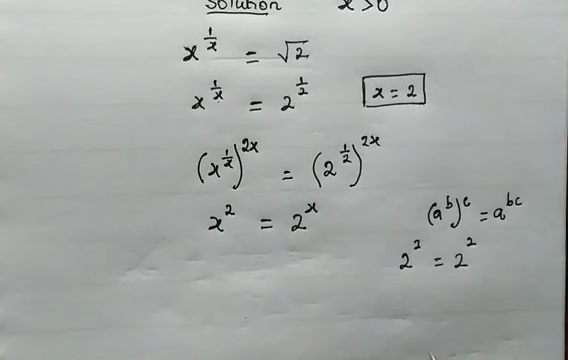 Solution x > 0
x^{1/x} = √2
x^{1/x} = 2^{1/2} x = 2
(x^{1/x})^{2x} = (2^{1/2})^{2x}
x^2 = 2^x (a^b)^c = a^{bc}
2^2 = 2^2